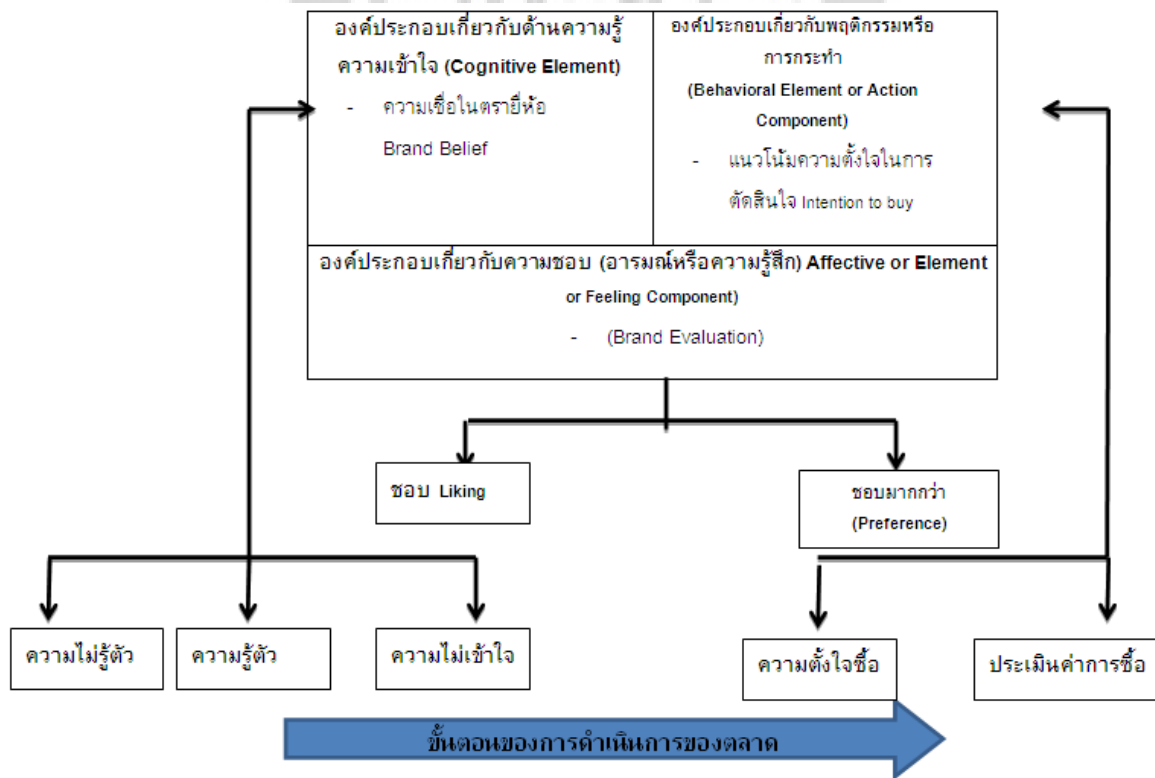 องค์ประกอบเกี่ยวกับด้านความรู้
ความเข้าใจ (Cognitive Element)
- ความเชื่อในตรายี่ห้อ
Brand Belief
องค์ประกอบเกี่ยวกับพฤติกรรมหรือ
การกระทำ
(Behavioral Element or Action
Component)
- แนวโน้มความตั้งใจในการ
ตัดสินใจ Intention to buy
องค์ประกอบเกี่ยวกับความชอบ (อารมณ์หรือความรู้สึก) Affective or Element
or Feeling Component)
- (Brand Evaluation)
ชอบ Liking
ชอบมากกว่า
(Preference)
ความไม่รู้ตัว
ความรู้ตัว
ความไม่เข้าใจ
ความตั้งใจซื้อ
ประเมินค่าการซื้อ
ขั้นตอนของการดำเนินการของตลาด